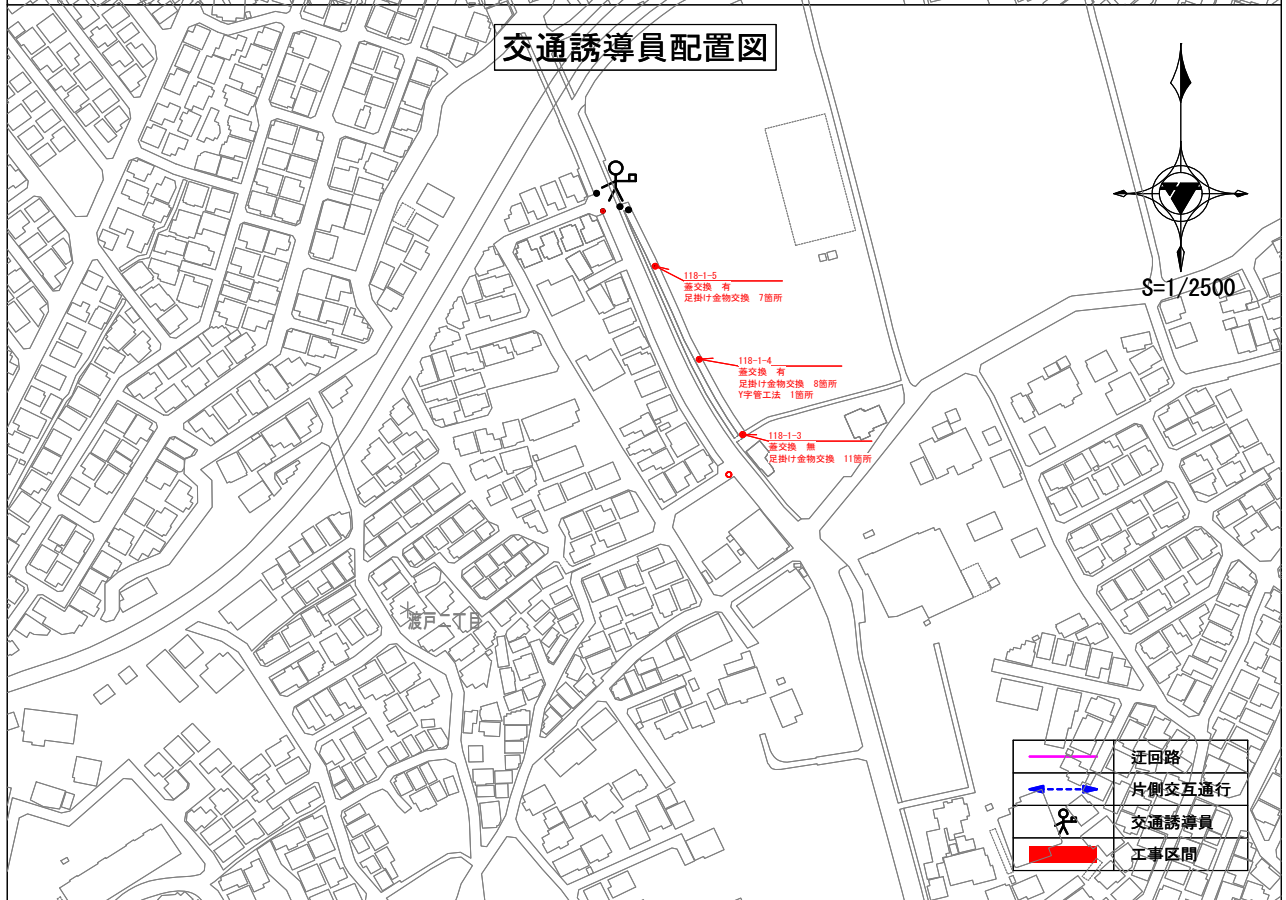 交通誘導員配置図
S=1/2500
118-1-5
蓋交換 有
足掛け金物交換 7箇所
118-1-4
蓋交換 有
足掛け金物交換 8箇所
Y字管工法 1箇所
118-1-3
蓋交換 無
足掛け金物交換 11箇所
渡戸二丁目
迂回路
片側交互通行
交通誘導員
工事区間